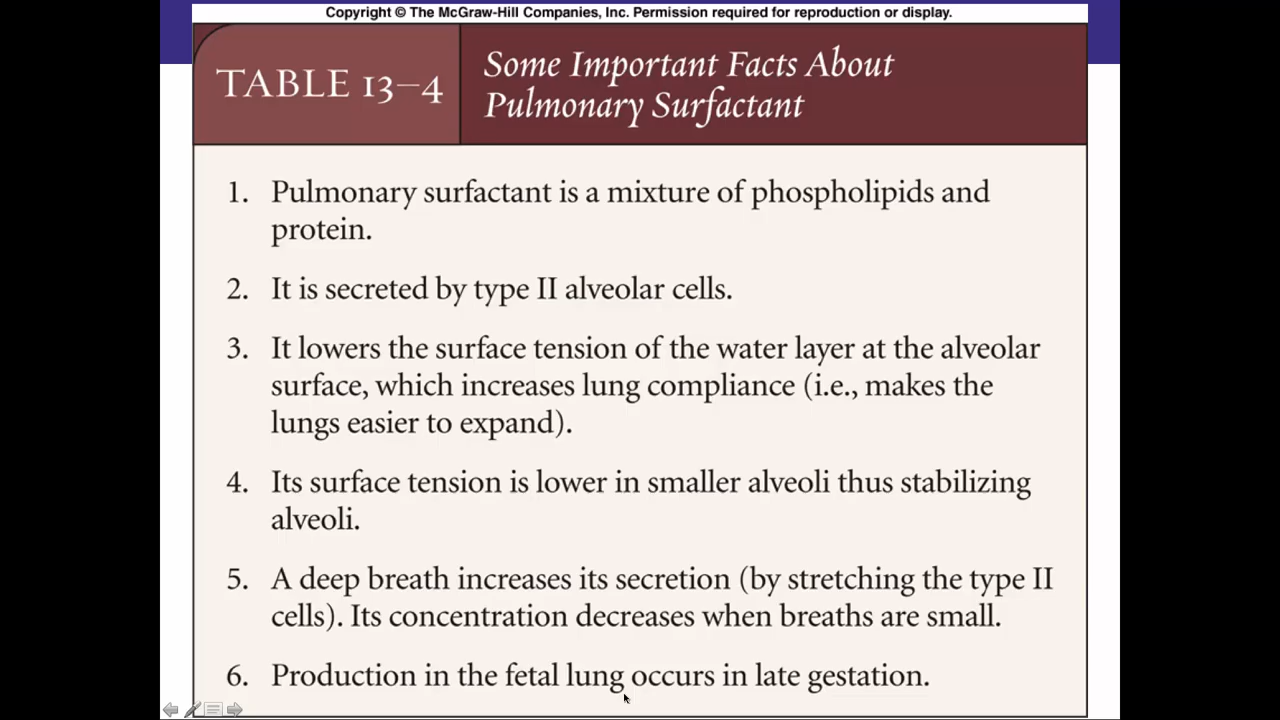 Copyright © The McGraw-Hill Companies, Inc. Permission required for reproduction or display.
TABLE 13–4
Some Important Facts About
Pulmonary Surfactant
1. Pulmonary surfactant is a mixture of phospholipids and
protein.
2. It is secreted by type II alveolar cells.
3. It lowers the surface tension of the water layer at the alveolar
surface, which increases lung compliance (i.e., makes the
lungs easier to expand).
4. Its surface tension is lower in smaller alveoli thus stabilizing
alveoli.
5. A deep breath increases its secretion (by stretching the type II
cells). Its concentration decreases when breaths are small.
6. Production in the fetal lung occurs in late gestation.